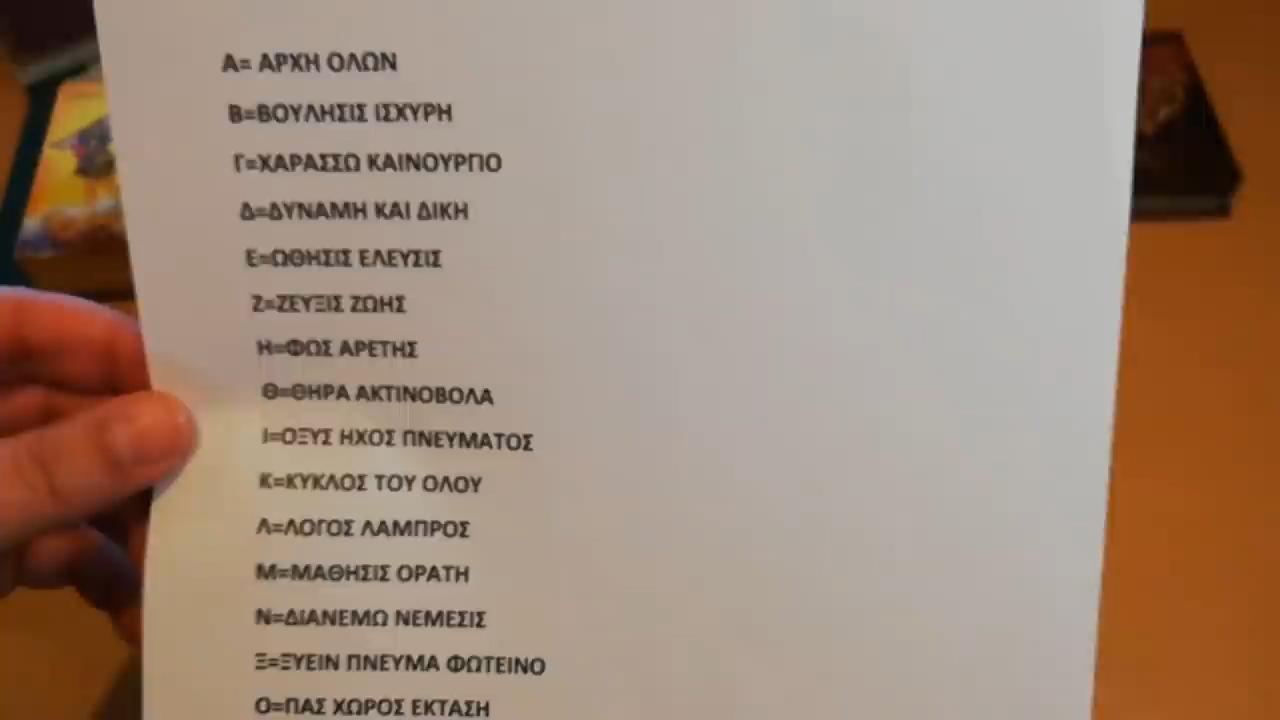 Α= ΑΡΧΗ ΟΛΩΝ
Β=ΒΟΥΛΗΣΙΣ ΙΣΧΥΡΗ
Γ=ΧΑΡΑΣΣΩ ΚΑΙΝΟΥΡΓΙΟ
Δ=ΔΥΝΑΜΗ ΚΑΙ ΔΙΚΗ
Ε=ΩΘΗΣΙΣ ΕΛΕΥΣΙΣ
Ζ=ΖΕΥΞΙΣ ΖΩΗΣ
Η=ΦΩΣ ΑΡΕΤΗΣ
Θ=ΘΗΡΑ ΑΚΤΙΝΟΒΟΛΑ
Ι=ΟΞΥΣ ΗΧΟΣ ΠΝΕΥΜΑΤΟΣ
Κ=ΚΥΚΛΟΣ ΤΟΥ ΟΛΟΥ
Λ=ΛΟΓΟΣ ΛΑΜΠΡΟΣ
Μ=ΜΑΘΗΣΙΣ ΟΡΑΤΗ
Ν=ΔΙΑΝΕΜΩ ΝΕΜΕΣΙΣ
Ξ=ΞΥΕΙΝ ΠΝΕΥΜΑ ΦΩΤΕΙΝΟ
Ο=ΠΑΣ ΧΩΡΟΣ ΕΚΤΑΣΗ